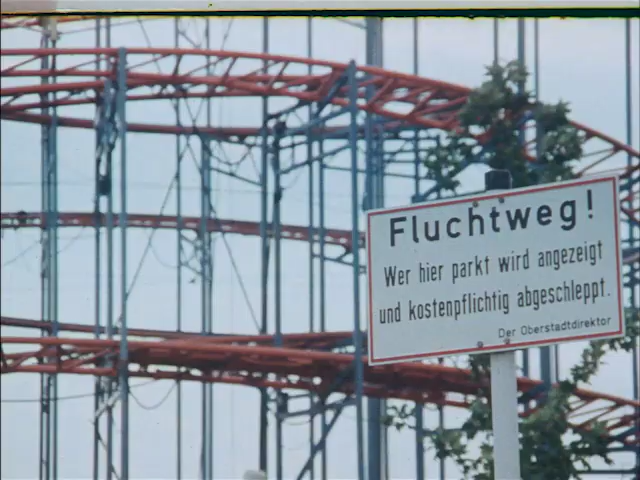 Fluchtweg!
Wer hier parkt wird angezeigt
und kostenpflichtig abgeschleppt.
Der Oberstadtdirektor